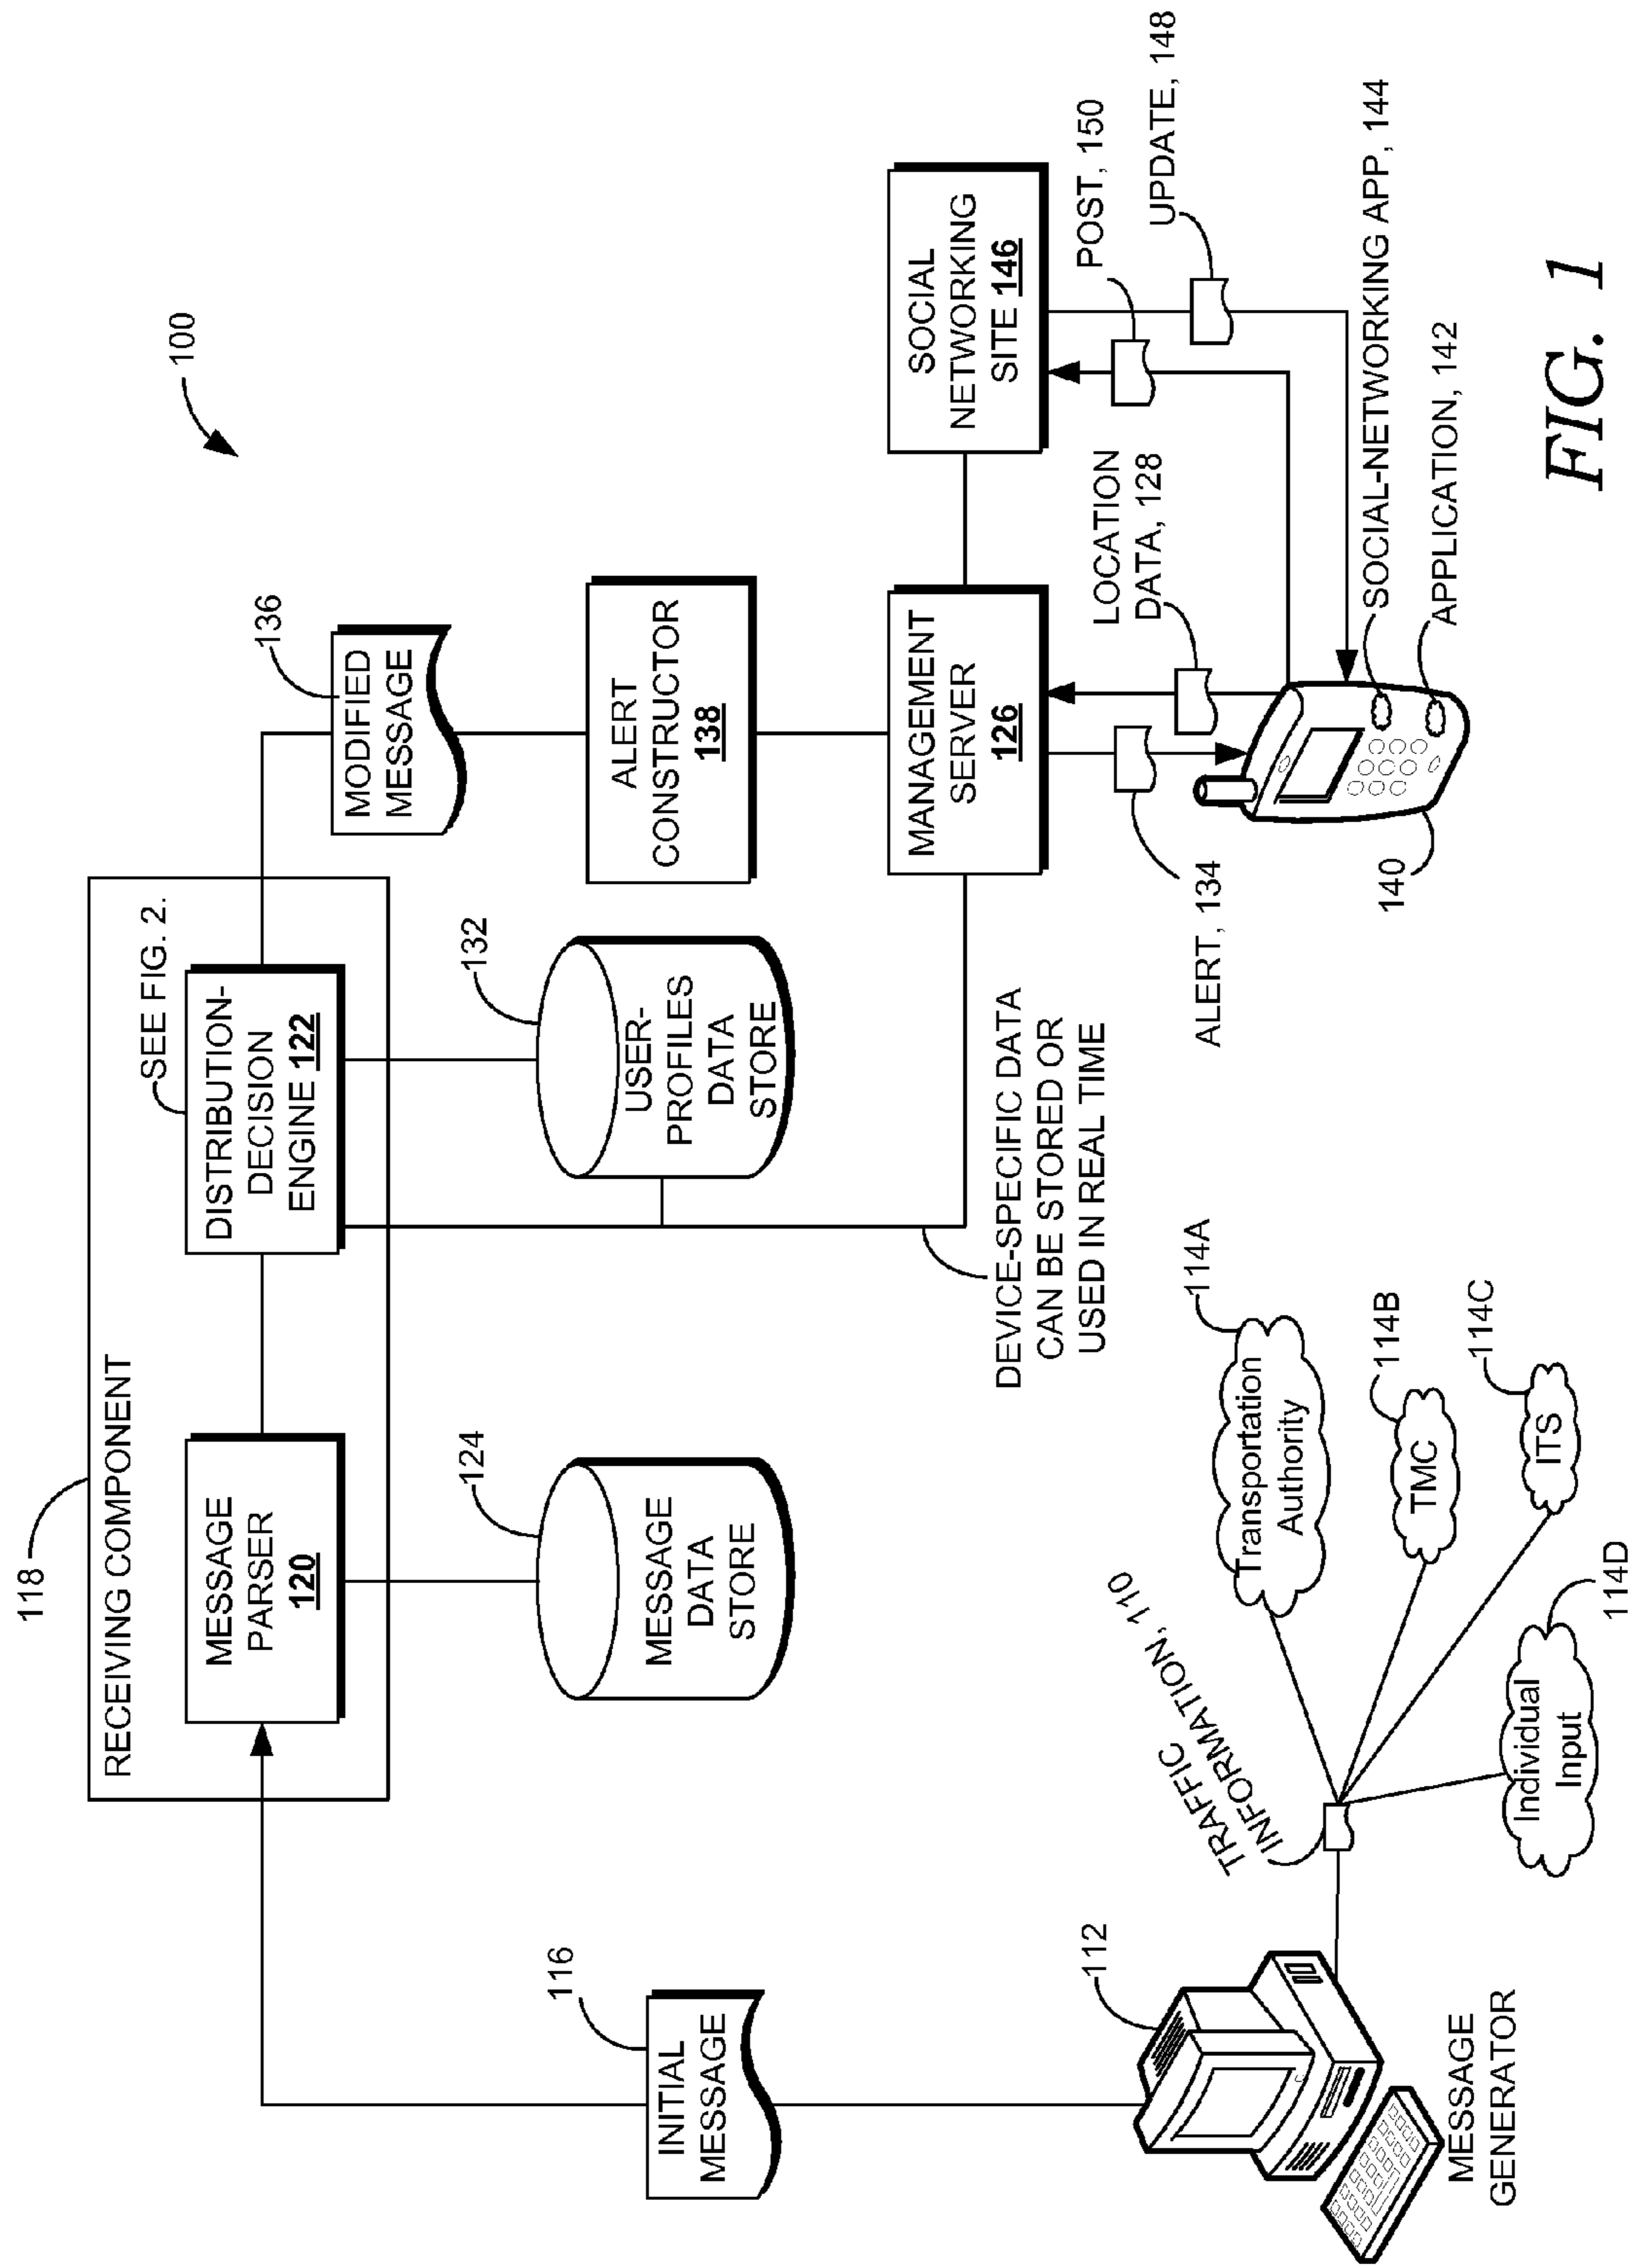 100
118
RECEIVING COMPONENT
SEE FIG. 2.
MESSAGE
PARSER
120
DISTRIBUTION-
DECISION
ENGINE 122
136
MODIFIED
MESSAGE
124
MESSAGE
DATA
STORE
132
USER-
PROFILES
DATA
STORE
ALERT
CONSTRUCTOR
138
116
INITIAL
MESSAGE
MANAGEMENT
SERVER
126
SOCIAL
NETWORKING
SITE 146
DEVICE-SPECIFIC DATA
CAN BE STORED OR
USED IN REAL TIME
LOCATION
DATA, 128
POST, 150
UPDATE, 148
ALERT, 134
140
SOCIAL-NETWORKING APP, 144
APPLICATION, 142
112
MESSAGE
GENERATOR
TRAFFIC
INFORMATION, 110
Transportation
Authority
114A
TMC
114B
ITS
114C
Individual
Input
114D
FIG. 1